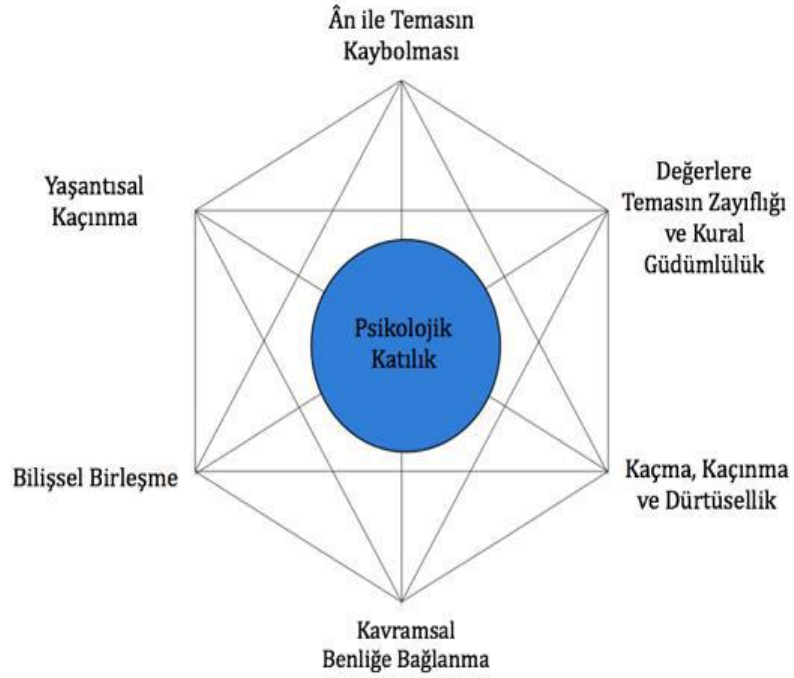 Ân ile Temasın
Kaybolması
Yaşantısal
Kaçınma
Değerlere
Temasın Zayıflığı
ve Kural
Güdümlülük
Psikolojik
Katılık
Bilişsel Birleşme
Kaçma, Kaçınma
ve Dürtüsellik
Kavramsal
Benliğe Bağlanma